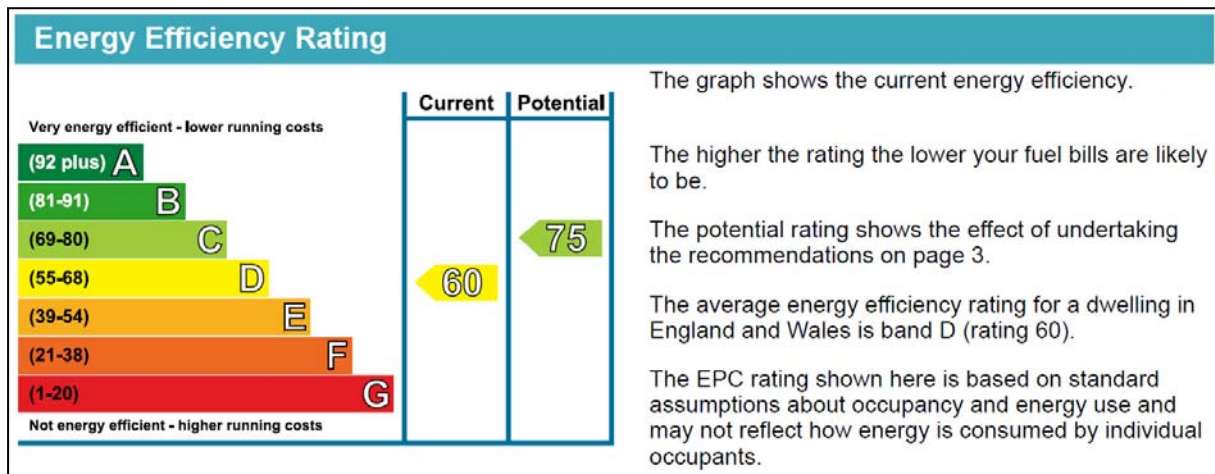 Energy Efficiency Rating
Current Potential
Very energy efficient - lower running costs
(92 plus) A
(81-91) B
(69-80) C
75
(55-68) D
60
(39-54) E
(21-38) F
(1-20) G
Not energy efficient - higher running costs
The graph shows the current energy efficiency.
The higher the rating the lower your fuel bills are likely
to be.
The potential rating shows the effect of undertaking
the recommendations on page 3.
The average energy efficiency rating for a dwelling in
England and Wales is band D (rating 60).
The EPC rating shown here is based on standard
assumptions about occupancy and energy use and
may not reflect how energy is consumed by individual
occupants.